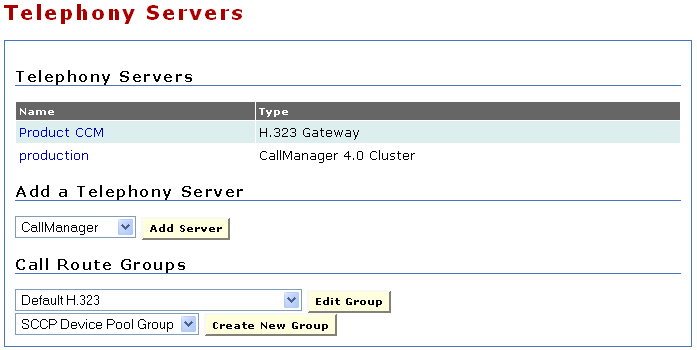 Telephony Servers
Telephony Servers
Name Type
Product CCM H.323 Gateway
production CallManager 4.0 Cluster
Add a Telephony Server
CallManager Add Server
Call Route Groups
Default H.323 Edit Group
SCCP Device Pool Group Create New Group